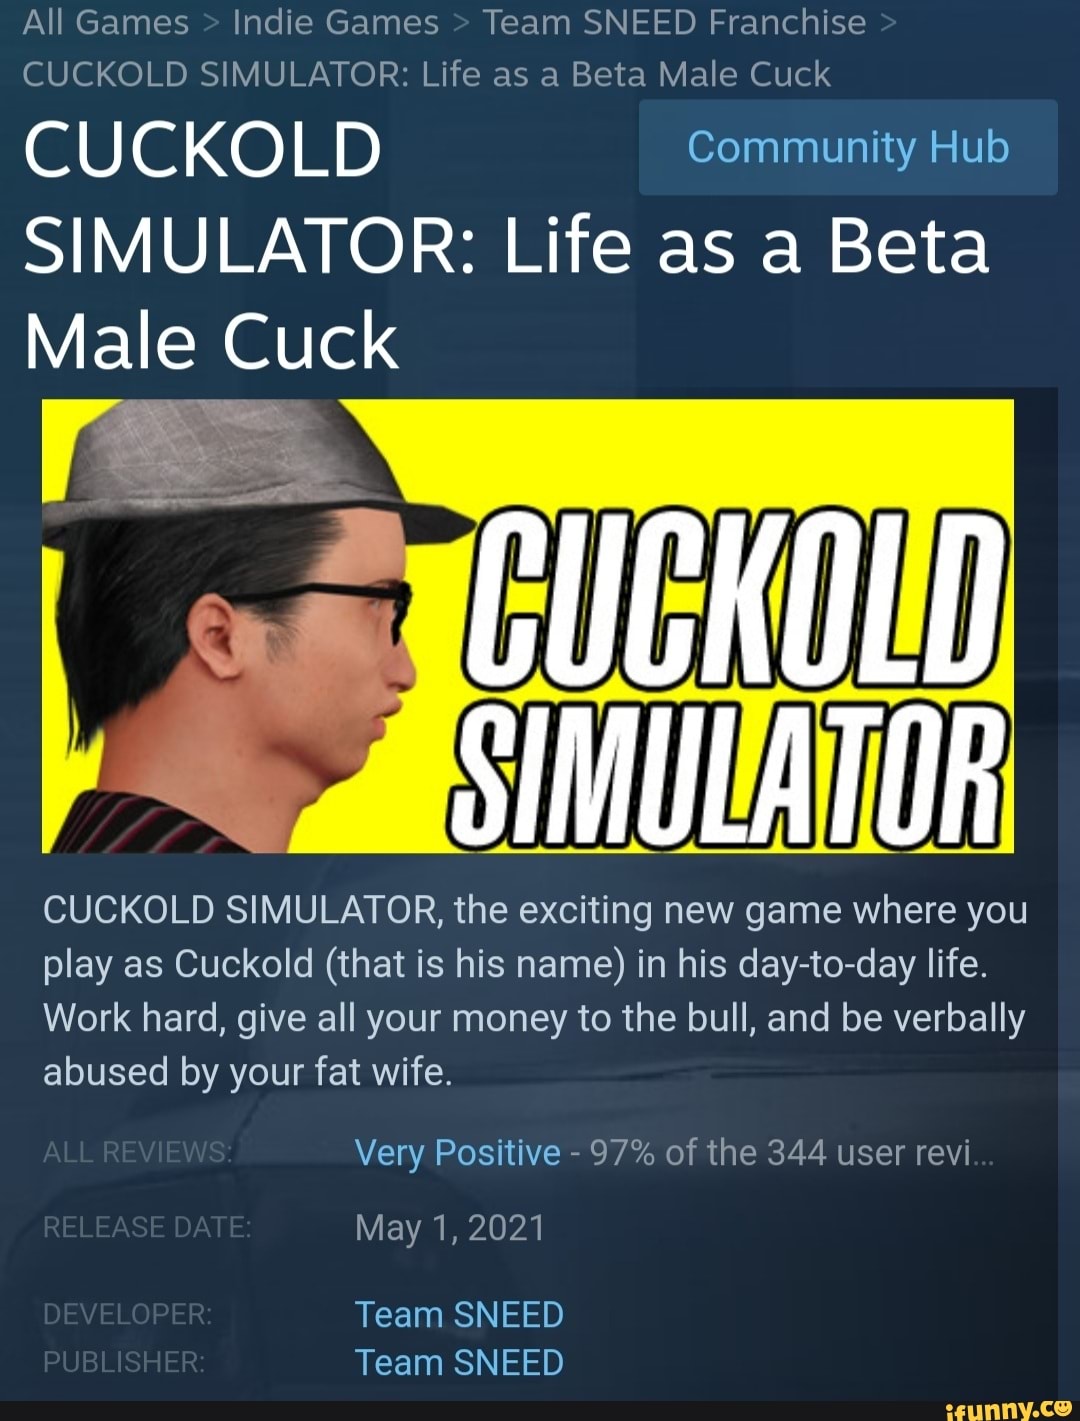 All Games > Indie Games > Team SNEED Franchise >
CUCKOLD SIMULATOR: Life as a Beta Male Cuck
CUCKOLD
Community Hub
SIMULATOR: Life as a Beta
Male Cuck
CUCKOLD
SIMULATOR
CUCKOLD SIMULATOR, the exciting new game where you
play as Cuckold (that is his name) in his day-to-day life.
Work hard, give all your money to the bull, and be verbally
abused by your fat wife.
ALL REVIEWS: Very Positive - 97% of the 344 user revi...
RELEASE DATE: May 1, 2021
DEVELOPER: Team SNEED
PUBLISHER: Team SNEED
ifunny.co